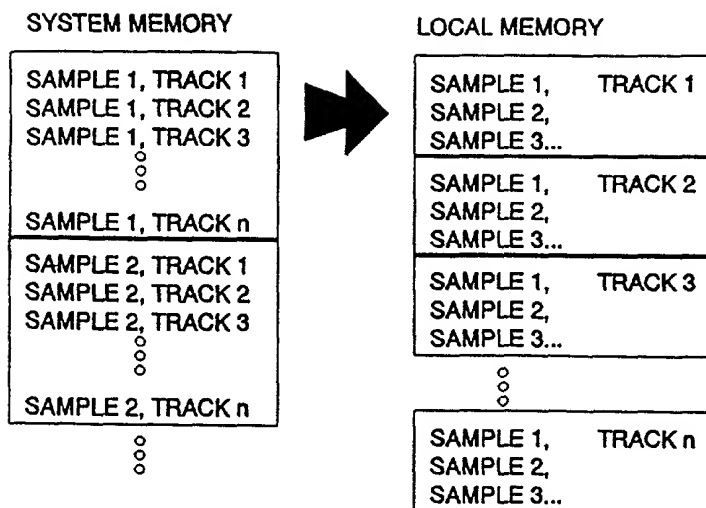 SYSTEM MEMORY
SAMPLE 1, TRACK 1
SAMPLE 1, TRACK 2
SAMPLE 1, TRACK 3
SAMPLE 1, TRACK n
SAMPLE 2, TRACK 1
SAMPLE 2, TRACK 2
SAMPLE 2, TRACK 3
SAMPLE 2, TRACK n
LOCAL MEMORY
SAMPLE 1, TRACK 1
SAMPLE 2,
SAMPLE 3...
SAMPLE 1, TRACK 2
SAMPLE 2,
SAMPLE 3...
SAMPLE 1, TRACK 3
SAMPLE 2,
SAMPLE 3...
SAMPLE 1, TRACK n
SAMPLE 2,
SAMPLE 3...